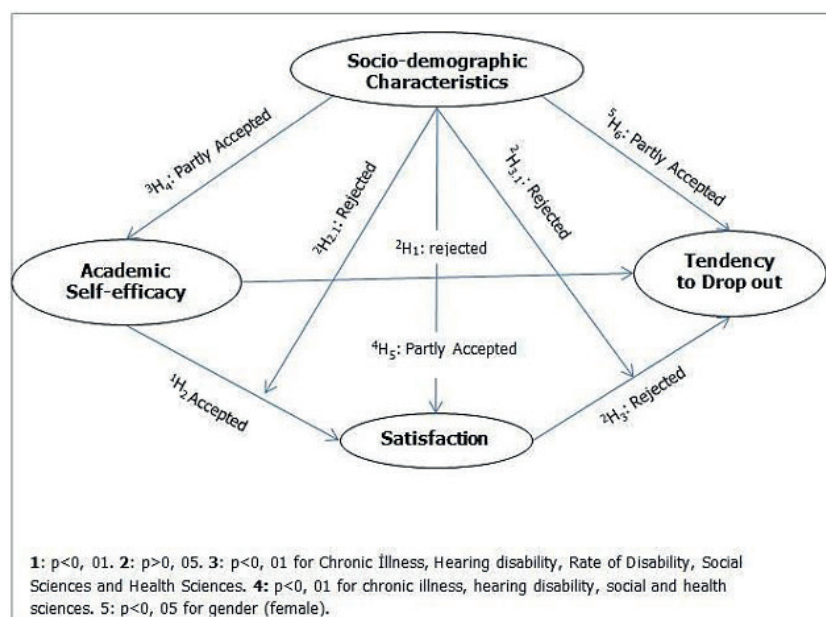 Socio-demographic
Characteristics
³H₄: Partly Accepted
⁵H₆: Partly Accepted
²H₂.₁: Rejected
²H₃.₁: Rejected
²H₁: rejected
Academic
Self-efficacy
Tendency
to Drop out
⁴H₅: Partly Accepted
¹H₂ Accepted
²H₃: Rejected
Satisfaction
1: p<0, 01. 2: p>0, 05. 3: p<0, 01 for Chronic İllness, Hearing disability, Rate of Disability, Social
Sciences and Health Sciences. 4: p<0, 01 for chronic illness, hearing disability, social and health
sciences. 5: p<0, 05 for gender (female).